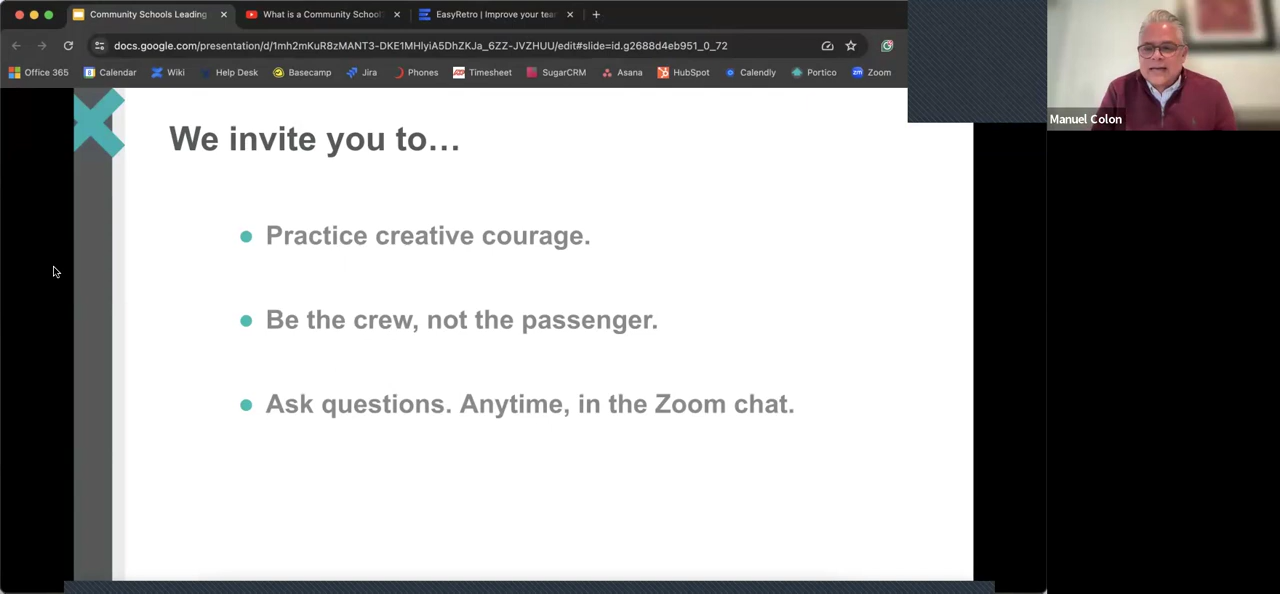 Community Schools Leading
What is a Community School
EasyRetro | Improve your tea
docs.google.com/presentation/d/1mh2mKuR8zMANT3-DKE1MHlyiA5DhZKJa_6ZZ-JVZHUU/edit#slide=id.g2688d4eb951_0_72
Office 365 Calendar Wiki Help Desk Basecamp Jira Phones Timesheet SugarCRM Asana HubSpot Calendly Portico Zoom
Manuel Colon
We invite you to…
● Practice creative courage.
● Be the crew, not the passenger.
● Ask questions. Anytime, in the Zoom chat.